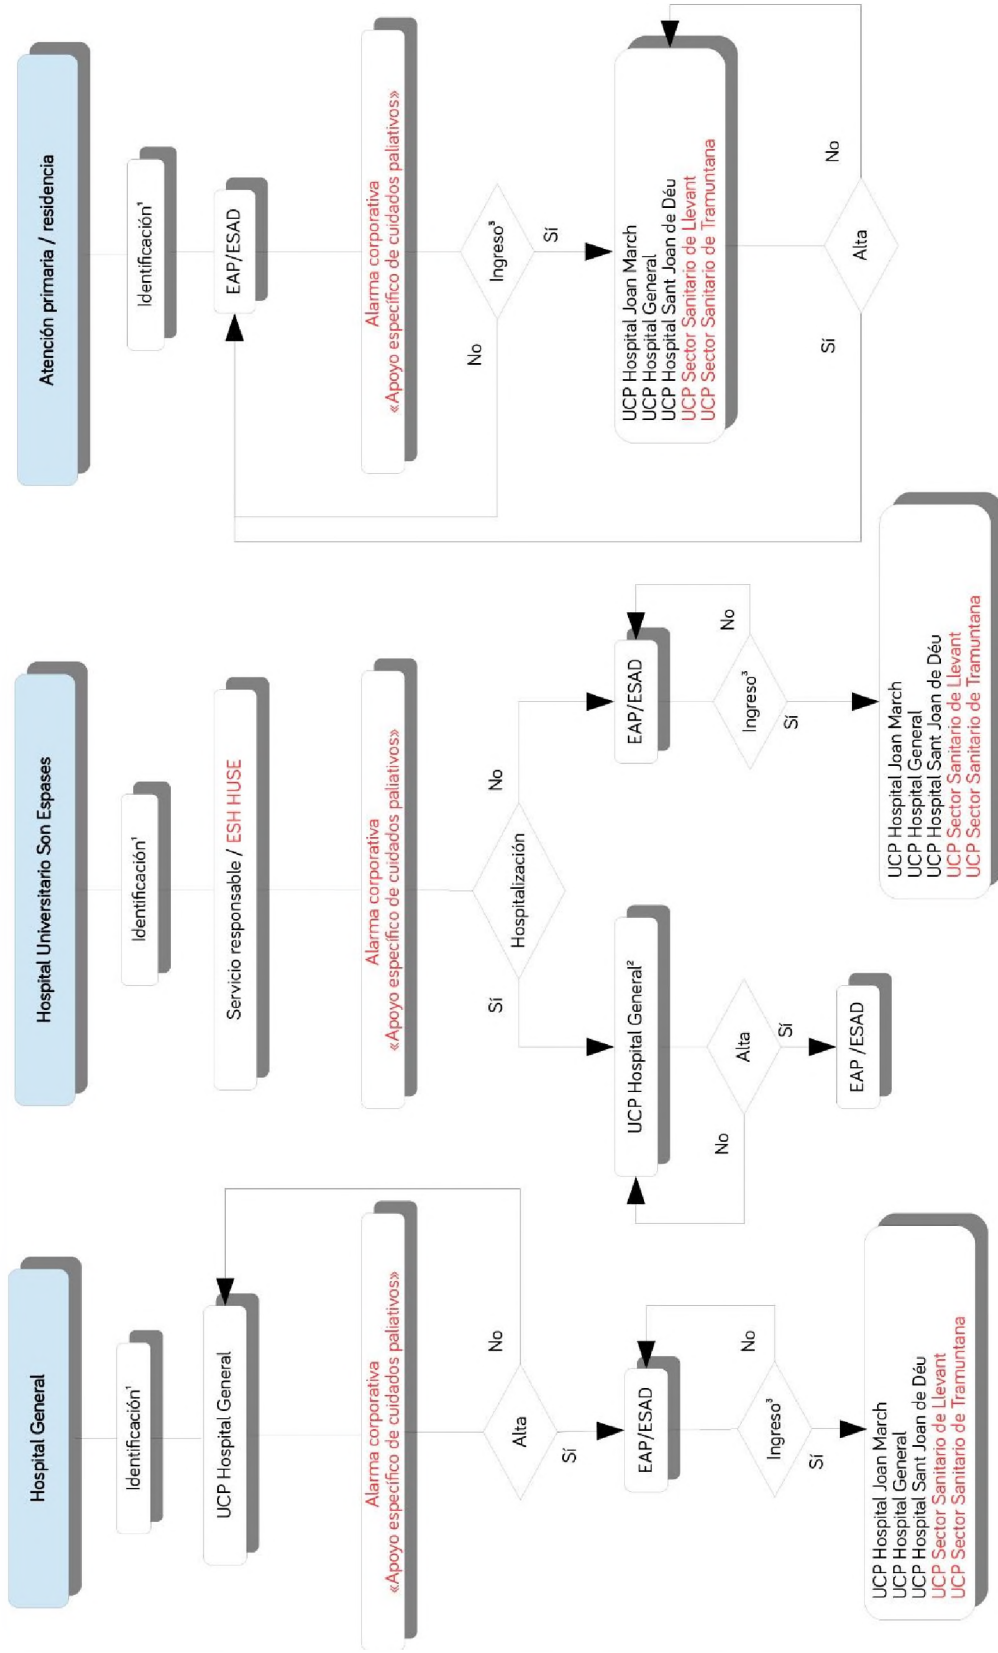 Hospital General
Identificación¹
UCP Hospital General
Alarma corporativa
«Apoyo específico de cuidados paliativos»
Alta
No
Sí
EAP/ESAD
Ingreso³
No
Sí
UCP Hospital Joan March
UCP Hospital General
UCP Hospital Sant Joan de Déu
UCP Sector Sanitario de Llevant
UCP Sector Sanitario de Tramuntana
Hospital Universitario Son Espases
Identificación¹
Servicio responsable / ESH HUSE
Alarma corporativa
«Apoyo específico de cuidados paliativos»
Hospitalización
Sí
No
UCP Hospital General²
Alta
No
Sí
EAP /ESAD
EAP/ESAD
Ingreso³
No
Sí
UCP Hospital Joan March
UCP Hospital General
UCP Hospital Sant Joan de Déu
UCP Sector Sanitario de Llevant
UCP Sector Sanitario de Tramuntana
Atención primaria / residencia
Identificación¹
EAP/ESAD
Alarma corporativa
«Apoyo específico de cuidados paliativos»
Ingreso³
No
Sí
UCP Hospital Joan March
UCP Hospital General
UCP Hospital Sant Joan de Déu
UCP Sector Sanitario de Llevant
UCP Sector Sanitario de Tramuntana
Alta
Sí
No